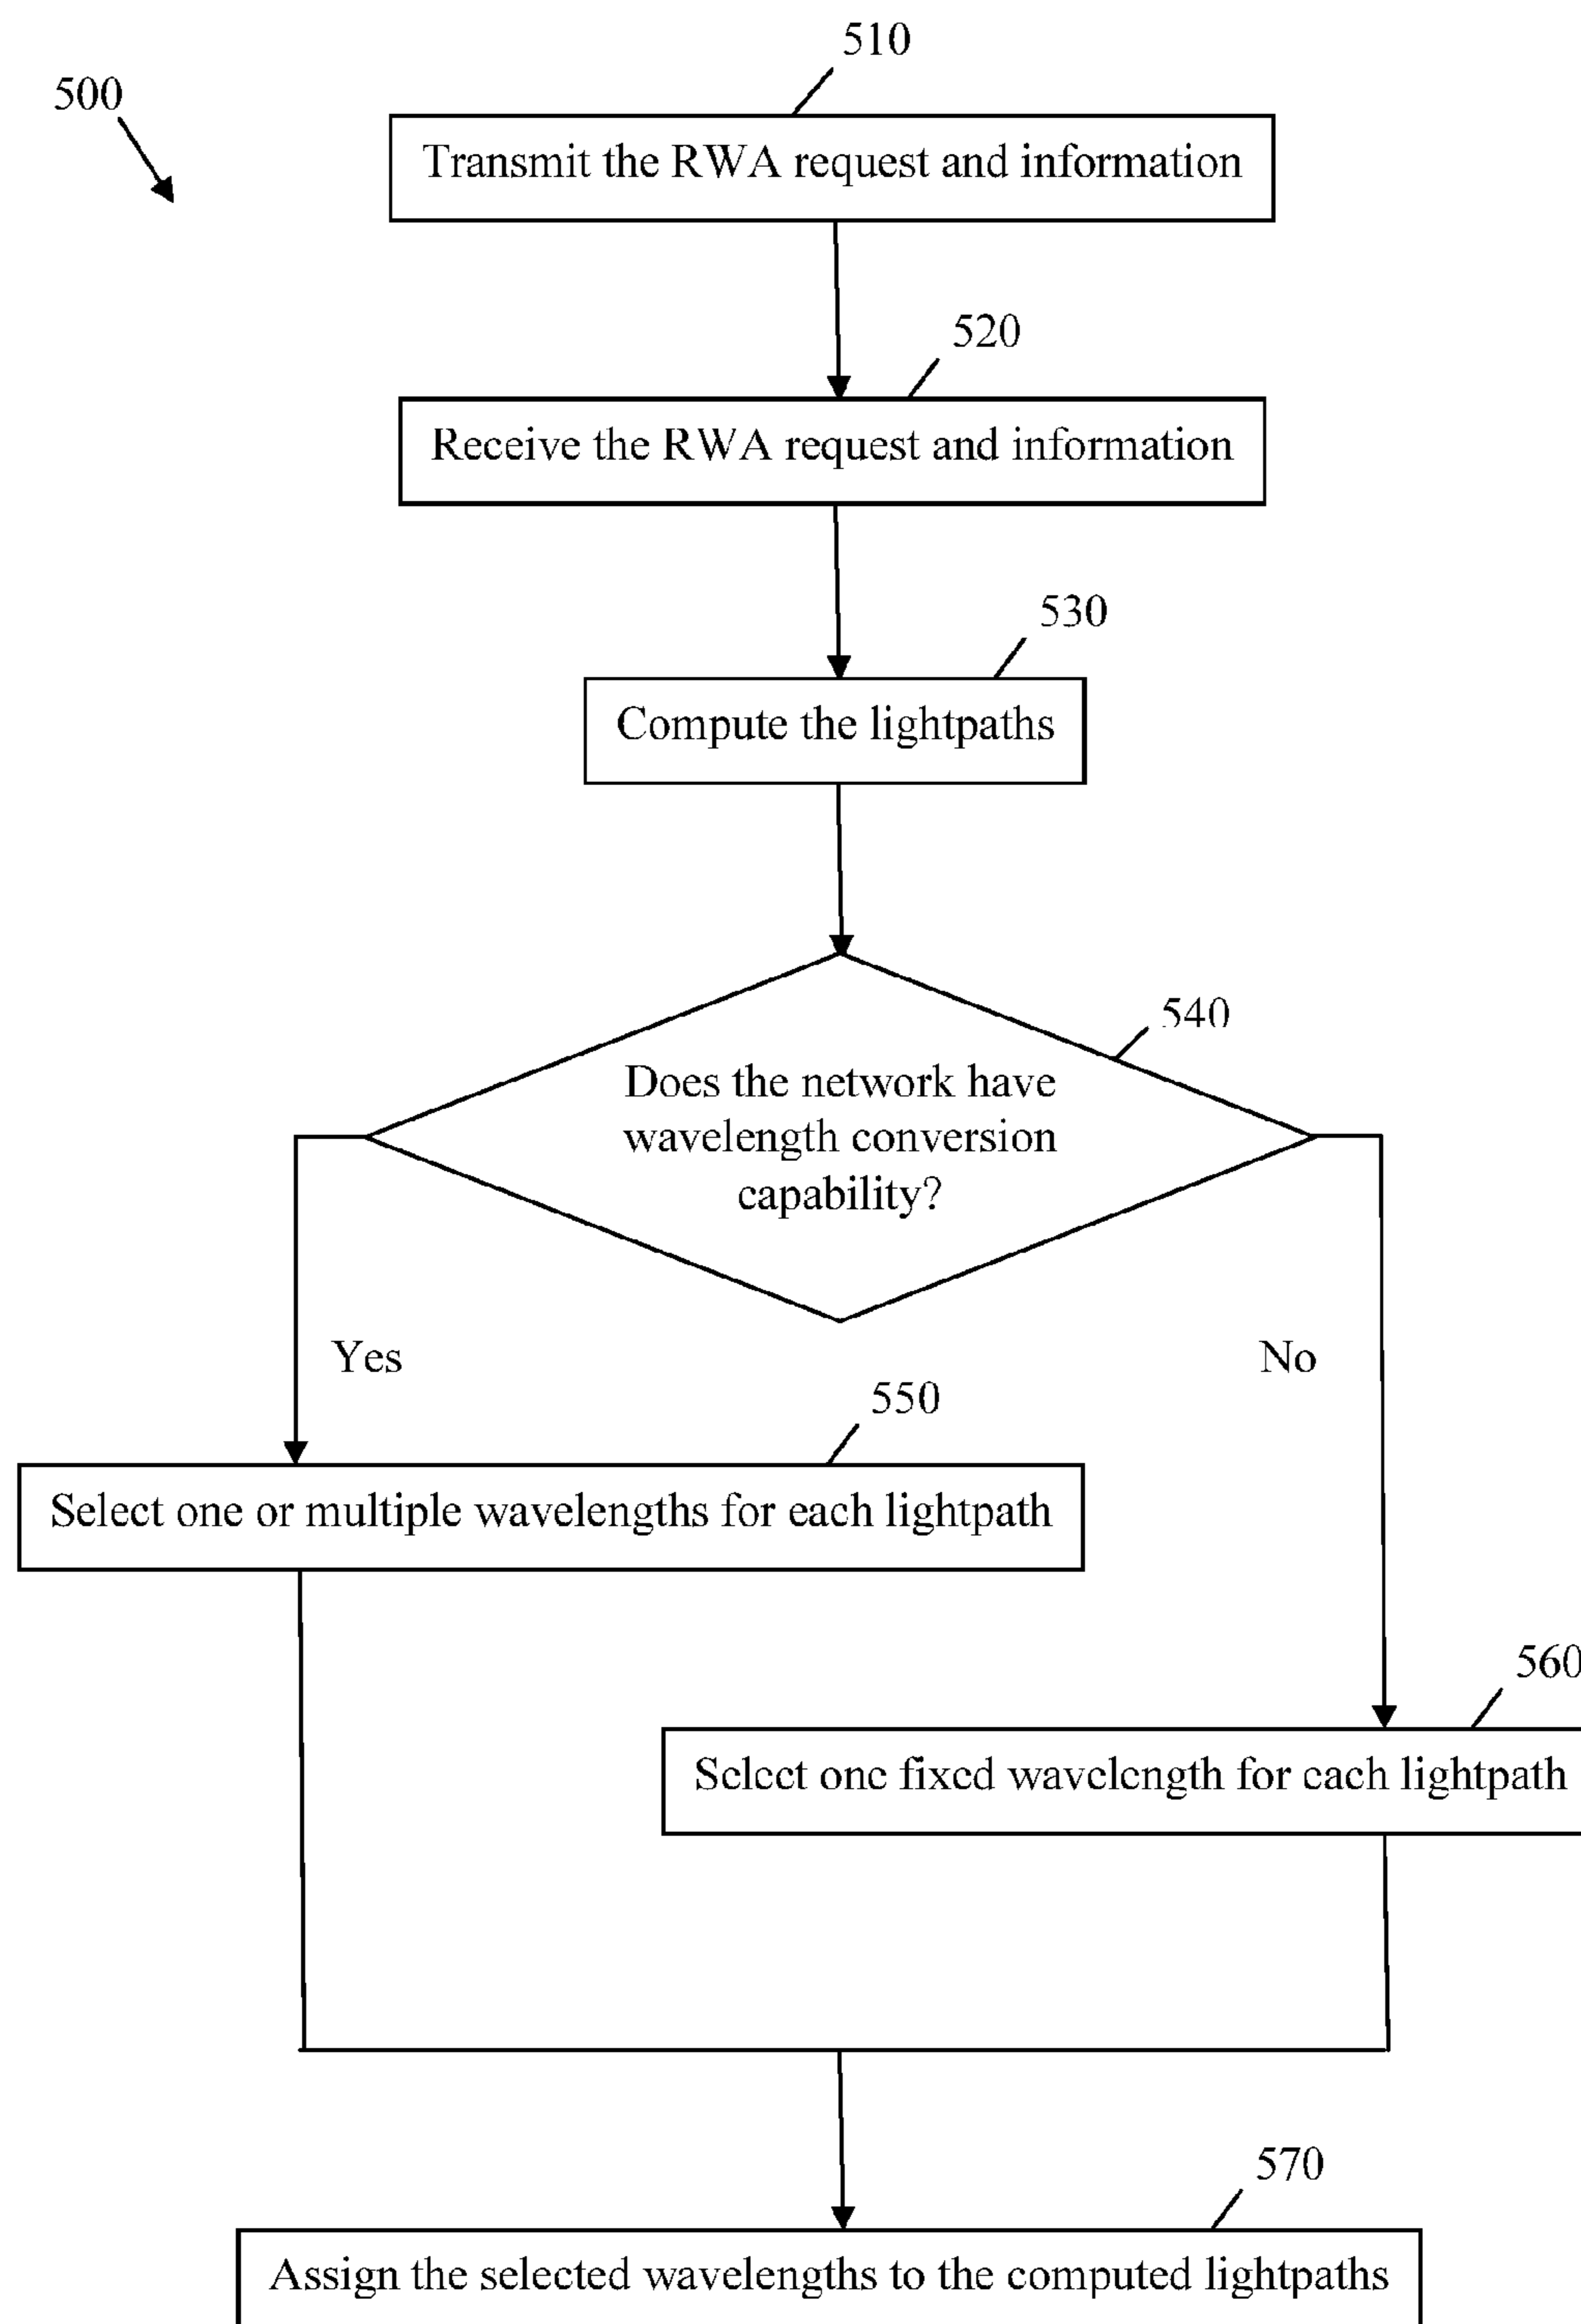 510
500
Transmit the RWA request and information
520
Receive the RWA request and information
530
Compute the lightpaths
540
Does the network have
wavelength conversion
capability?
Yes
No
550
Select one or multiple wavelengths for each lightpath
560
Select one fixed wavelength for each lightpath
570
Assign the selected wavelengths to the computed lightpaths